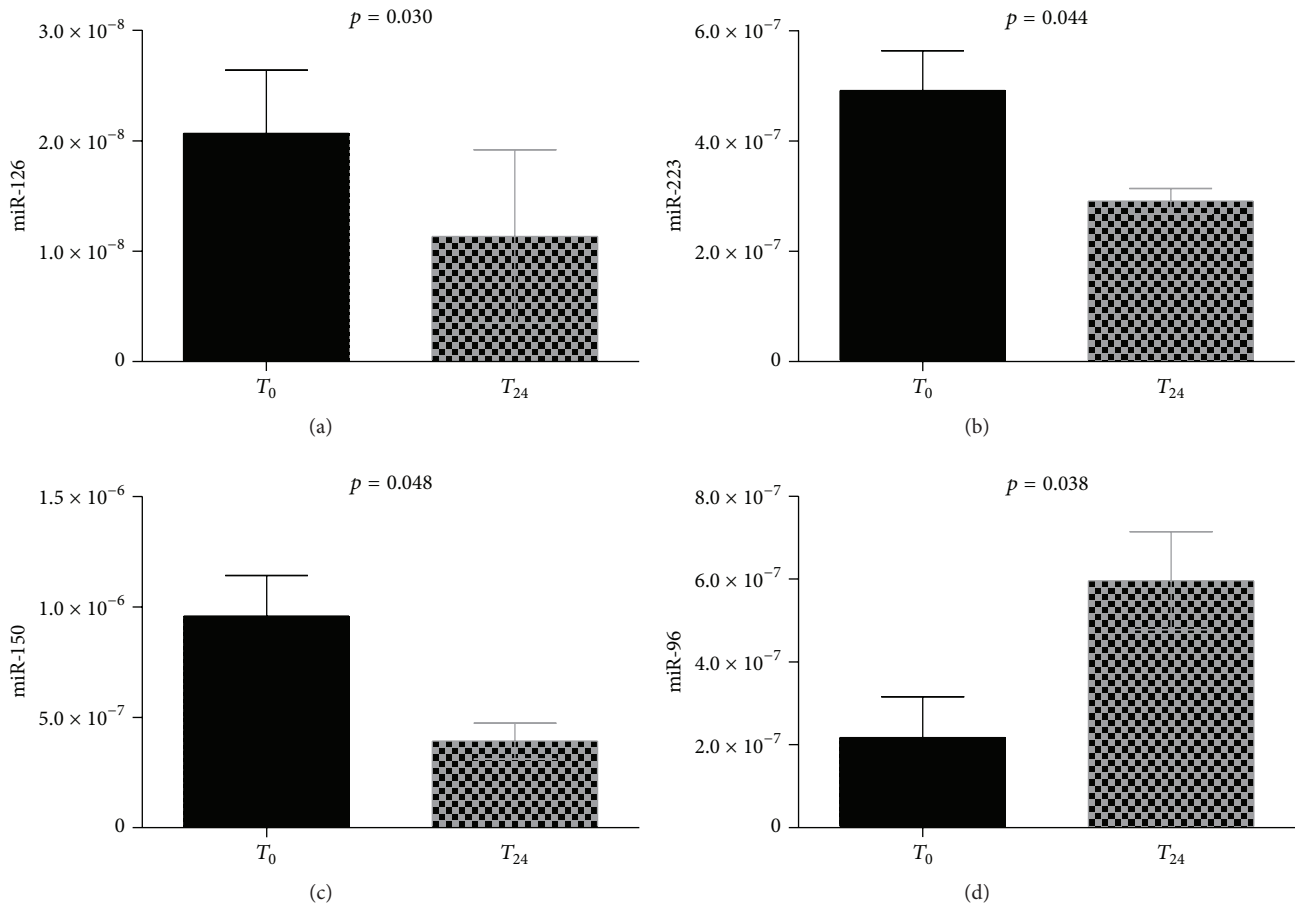 p = 0.030
3.0 × 10⁻⁸
2.0 × 10⁻⁸
1.0 × 10⁻⁸
0
miR-126
T₀ T₂₄
(a)
p = 0.044
6.0 × 10⁻⁷
4.0 × 10⁻⁷
2.0 × 10⁻⁷
0
miR-223
T₀ T₂₄
(b)
p = 0.048
1.5 × 10⁻⁶
1.0 × 10⁻⁶
5.0 × 10⁻⁷
0
miR-150
T₀ T₂₄
(c)
p = 0.038
8.0 × 10⁻⁷
6.0 × 10⁻⁷
4.0 × 10⁻⁷
2.0 × 10⁻⁷
0
miR-96
T₀ T₂₄
(d)